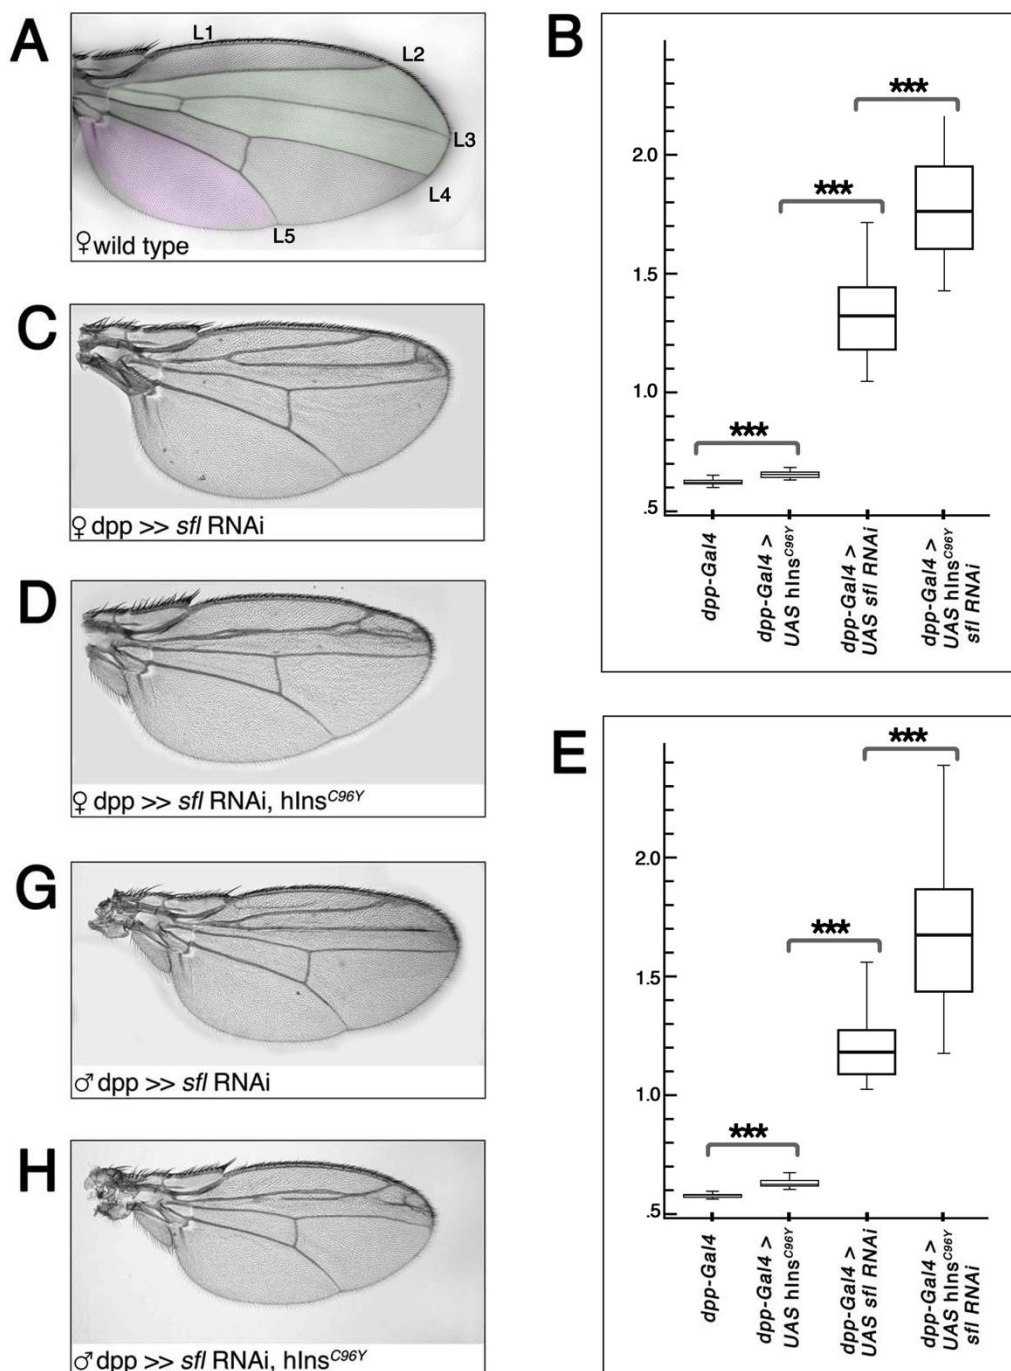 A
L1
L2
L3
L4
L5
♀ wild type
B
***
***
***
2.0
1.5
1.0
.5
dpp-Gal4
dpp-Gal4 >
UAS hIns^C96Y
dpp-Gal4 >
UAS sfl RNAi
dpp-Gal4 >
UAS hIns^C96Y
sfl RNAi
C
♀ dpp >> sfl RNAi
D
♀ dpp >> sfl RNAi, hIns^C96Y
E
***
***
***
2.0
1.5
1.0
.5
dpp-Gal4
dpp-Gal4 >
UAS hIns^C96Y
dpp-Gal4 >
UAS sfl RNAi
dpp-Gal4 >
UAS hIns^C96Y
sfl RNAi
G
♂ dpp >> sfl RNAi
H
♂ dpp >> sfl RNAi, hIns^C96Y